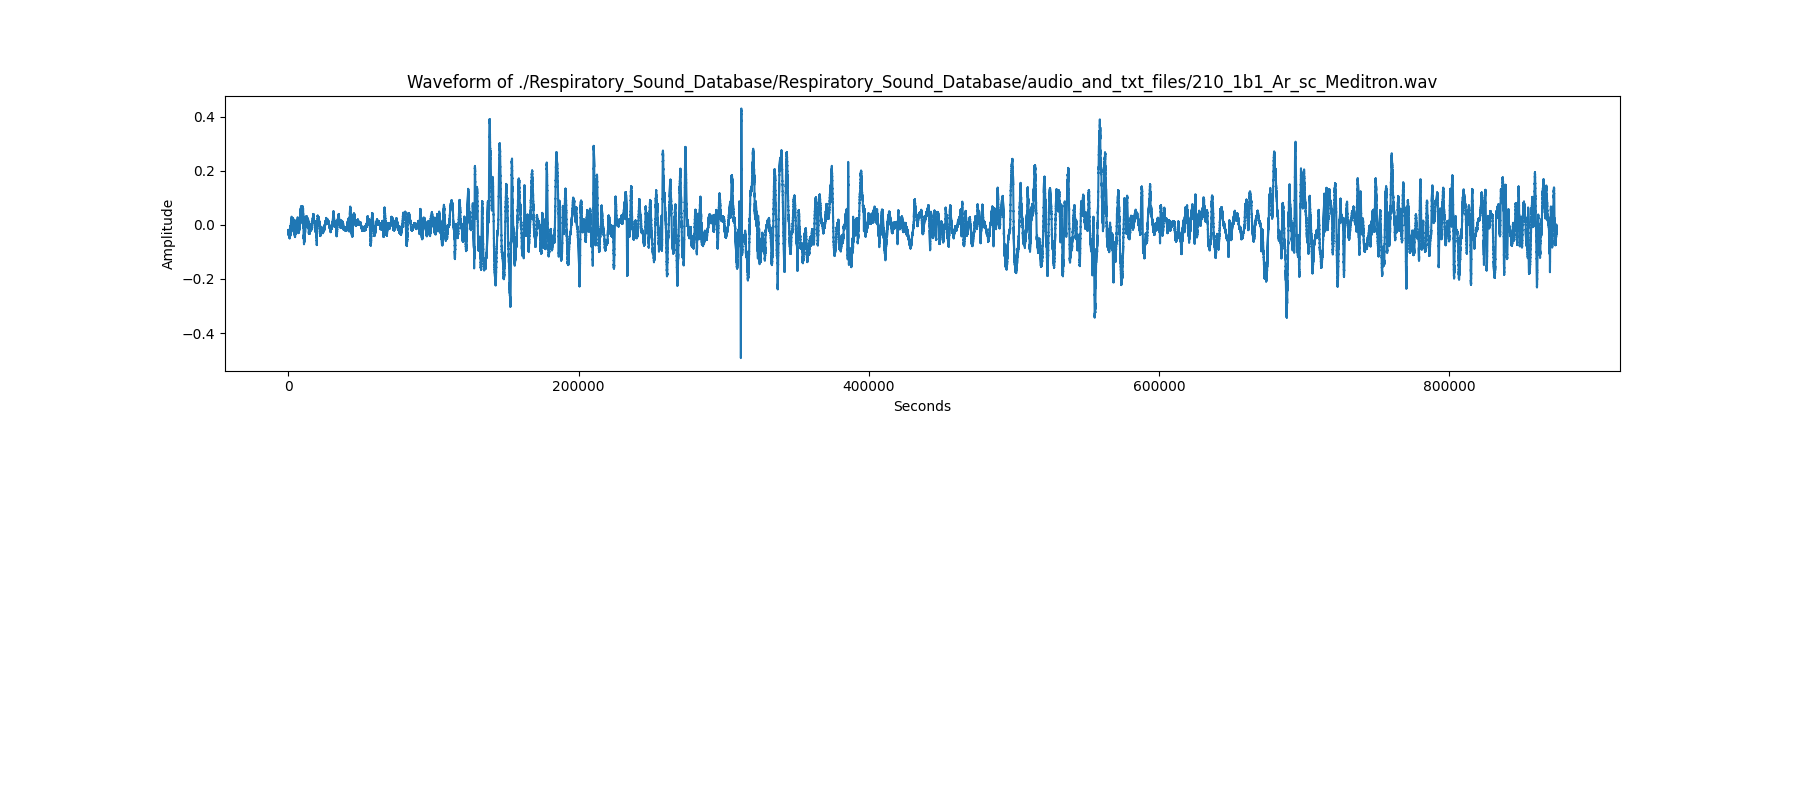 Waveform of ./Respiratory_Sound_Database/Respiratory_Sound_Database/audio_and_txt_files/210_1b1_Ar_sc_Meditron.wav
0.4
0.2
0.0
−0.2
−0.4
Amplitude
0 200000 400000 600000 800000
Seconds